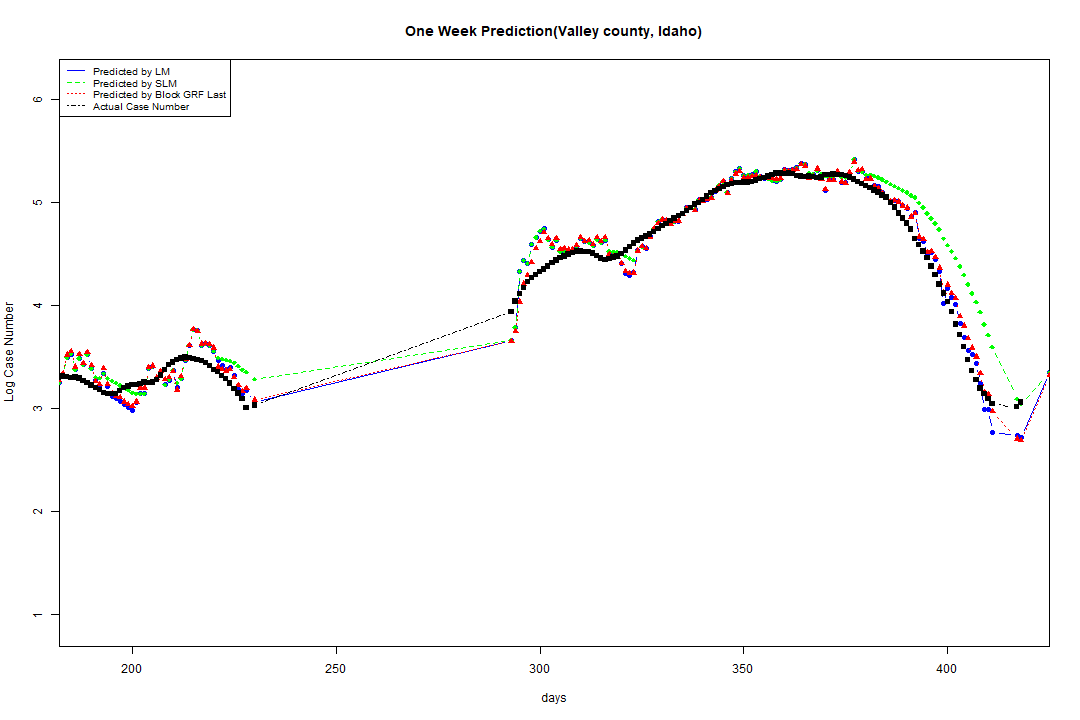 One Week Prediction(Valley county, Idaho)
Predicted by LM
Predicted by SLM
Predicted by Block GRF Last
Actual Case Number
6
5
4
3
2
1
Log Case Number
200 250 300 350 400
days